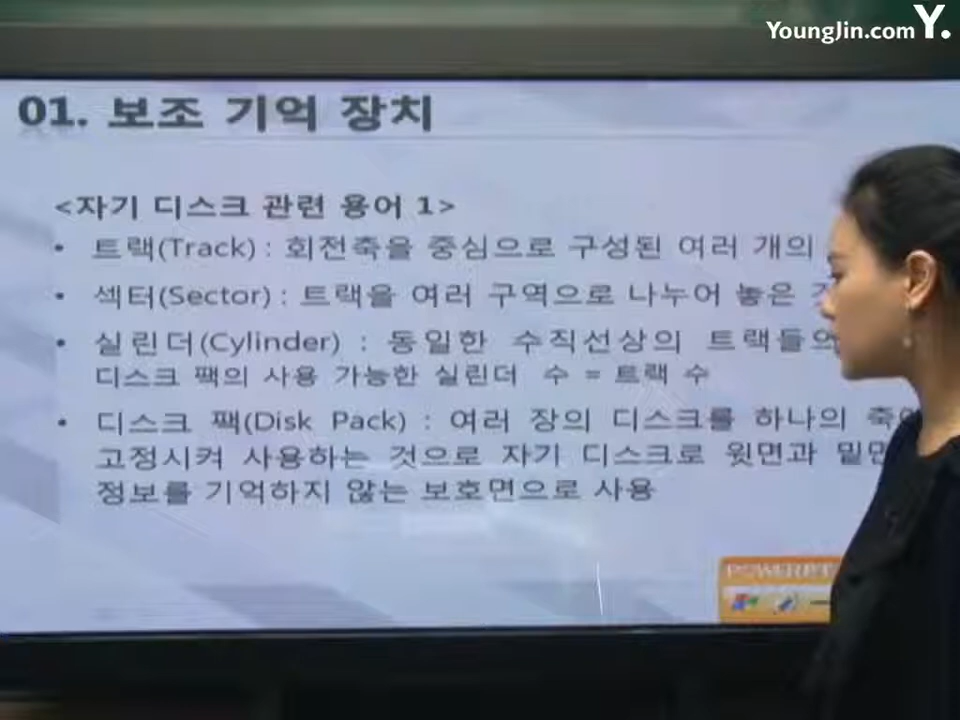 YoungJin.com Y.
01. 보조 기억 장치
<자기 디스크 관련 용어 1>
• 트랙(Track) : 회전축을 중심으로 구성된 여러 개의
• 섹터(Sector) : 트랙을 여러 구역으로 나누어 놓은
• 실린더(Cylinder) : 동일한 수직선상의 트랙들의
디스크 팩의 사용 가능한 실린더 수 = 트랙 수
• 디스크 팩(Disk Pack) : 여러 장의 디스크를 하나의
고정시켜 사용하는 것으로 자기 디스크로 윗면과
정보를 기억하지 않는 보호면으로 사용